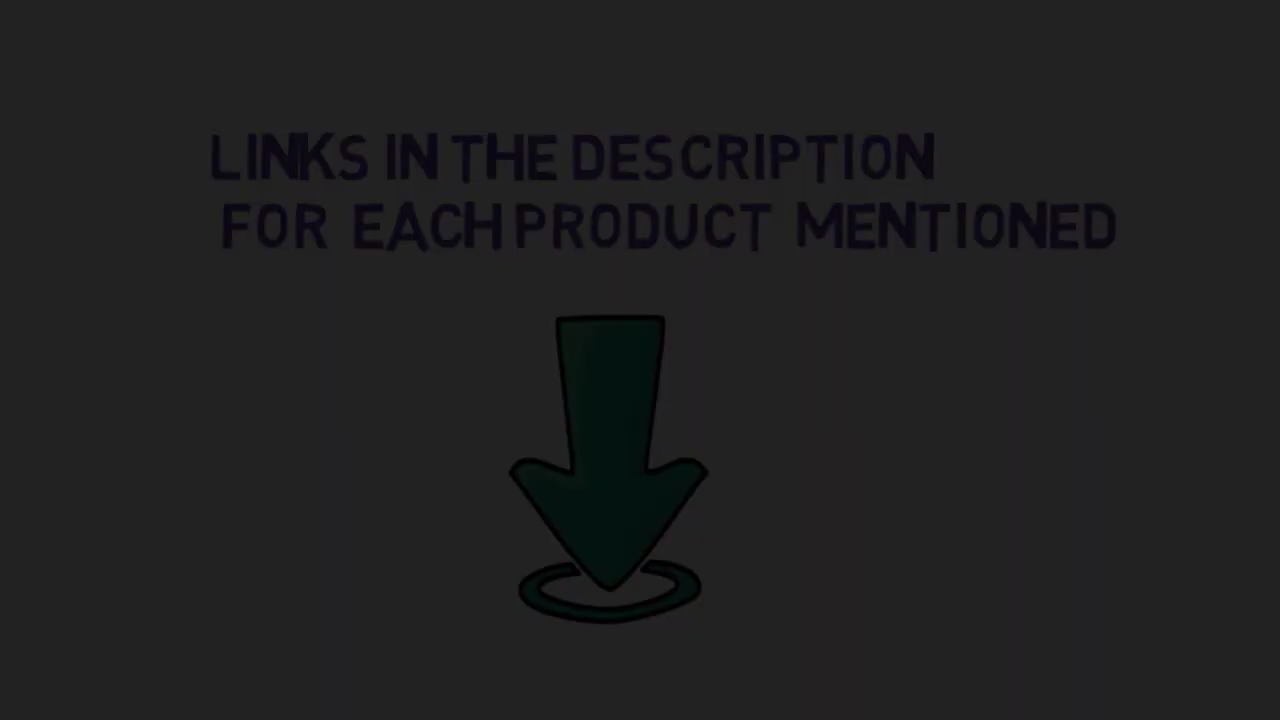 LINKS IN THE DESCRIPTION
FOR EACH PRODUCT MENTIONED